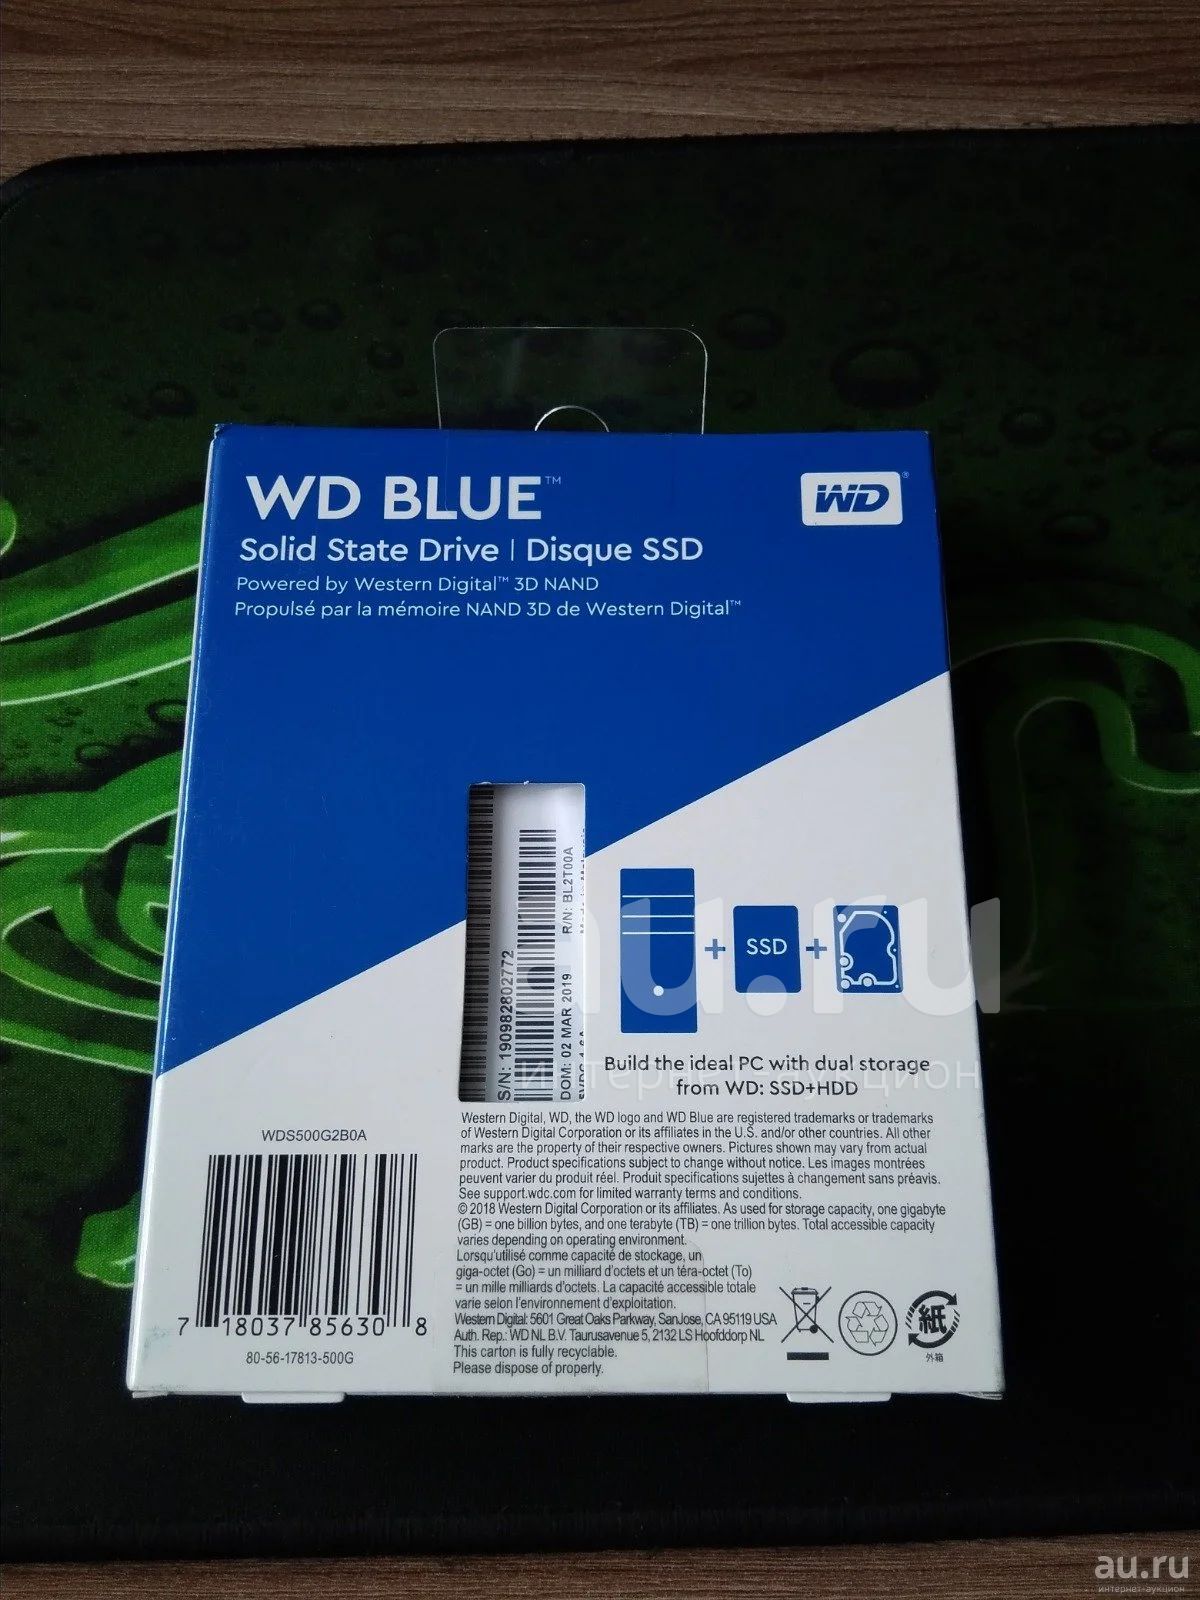 WD BLUE™
WD®
Solid State Drive | Disque SSD
Powered by Western Digital™ 3D NAND
Propulsé par la mémoire NAND 3D de Western Digital™
S/N: 190982802772
DOM: 02 MAR 2019
R/N: BL2T00A
SSD
Build the ideal PC with dual storage
from WD: SSD+HDD
WDS500G2B0A
7 18037 85630 8
80-56-17813-500G
Western Digital, WD, the WD logo and WD Blue are registered trademarks or trademarks
of Western Digital Corporation or its affiliates in the U.S. and/or other countries. All other
marks are the property of their respective owners. Pictures shown may vary from actual
product. Product specifications subject to change without notice. Les images montrées
peuvent varier du produit réel. Produit specifications sujettes à changement sans préavis.
See support.wdc.com for limited warranty terms and conditions.
© 2018 Western Digital Corporation or its affiliates. As used for storage capacity, one gigabyte
(GB) = one billion bytes, and one terabyte (TB) = one trillion bytes. Total accessible capacity
varies depending on operating environment.
Lorsqu'utilisé comme capacité de stockage, un
giga-octet (Go) = un milliard d'octets et un téra-octet (To)
= un mille milliards d'octets. La capacité accessible totale
varie selon l'environnement d'exploitation.
Western Digital: 5601 Great Oaks Parkway, San Jose, CA 95119 USA
Auth. Rep.: WD NL B.V. Taurusavenue 5, 2132 LS Hoofddorp NL
This carton is fully recyclable.
Please dispose of properly.
紙
外箱
au.ru
интернет-аукцион
au.ru
интернет-аукцион